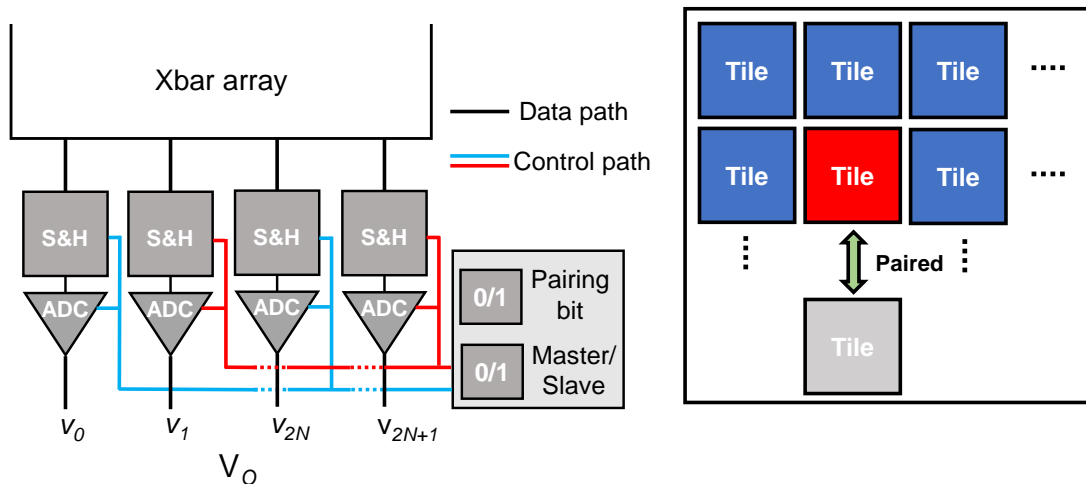 Xbar array
Data path
Control path
S&H S&H S&H S&H
ADC ADC ADC ADC
0/1 Pairing bit
0/1 Master/ Slave
v0 v1 v2N v2N+1
VO
Tile Tile Tile ....
Tile Tile Tile ....
Paired
Tile